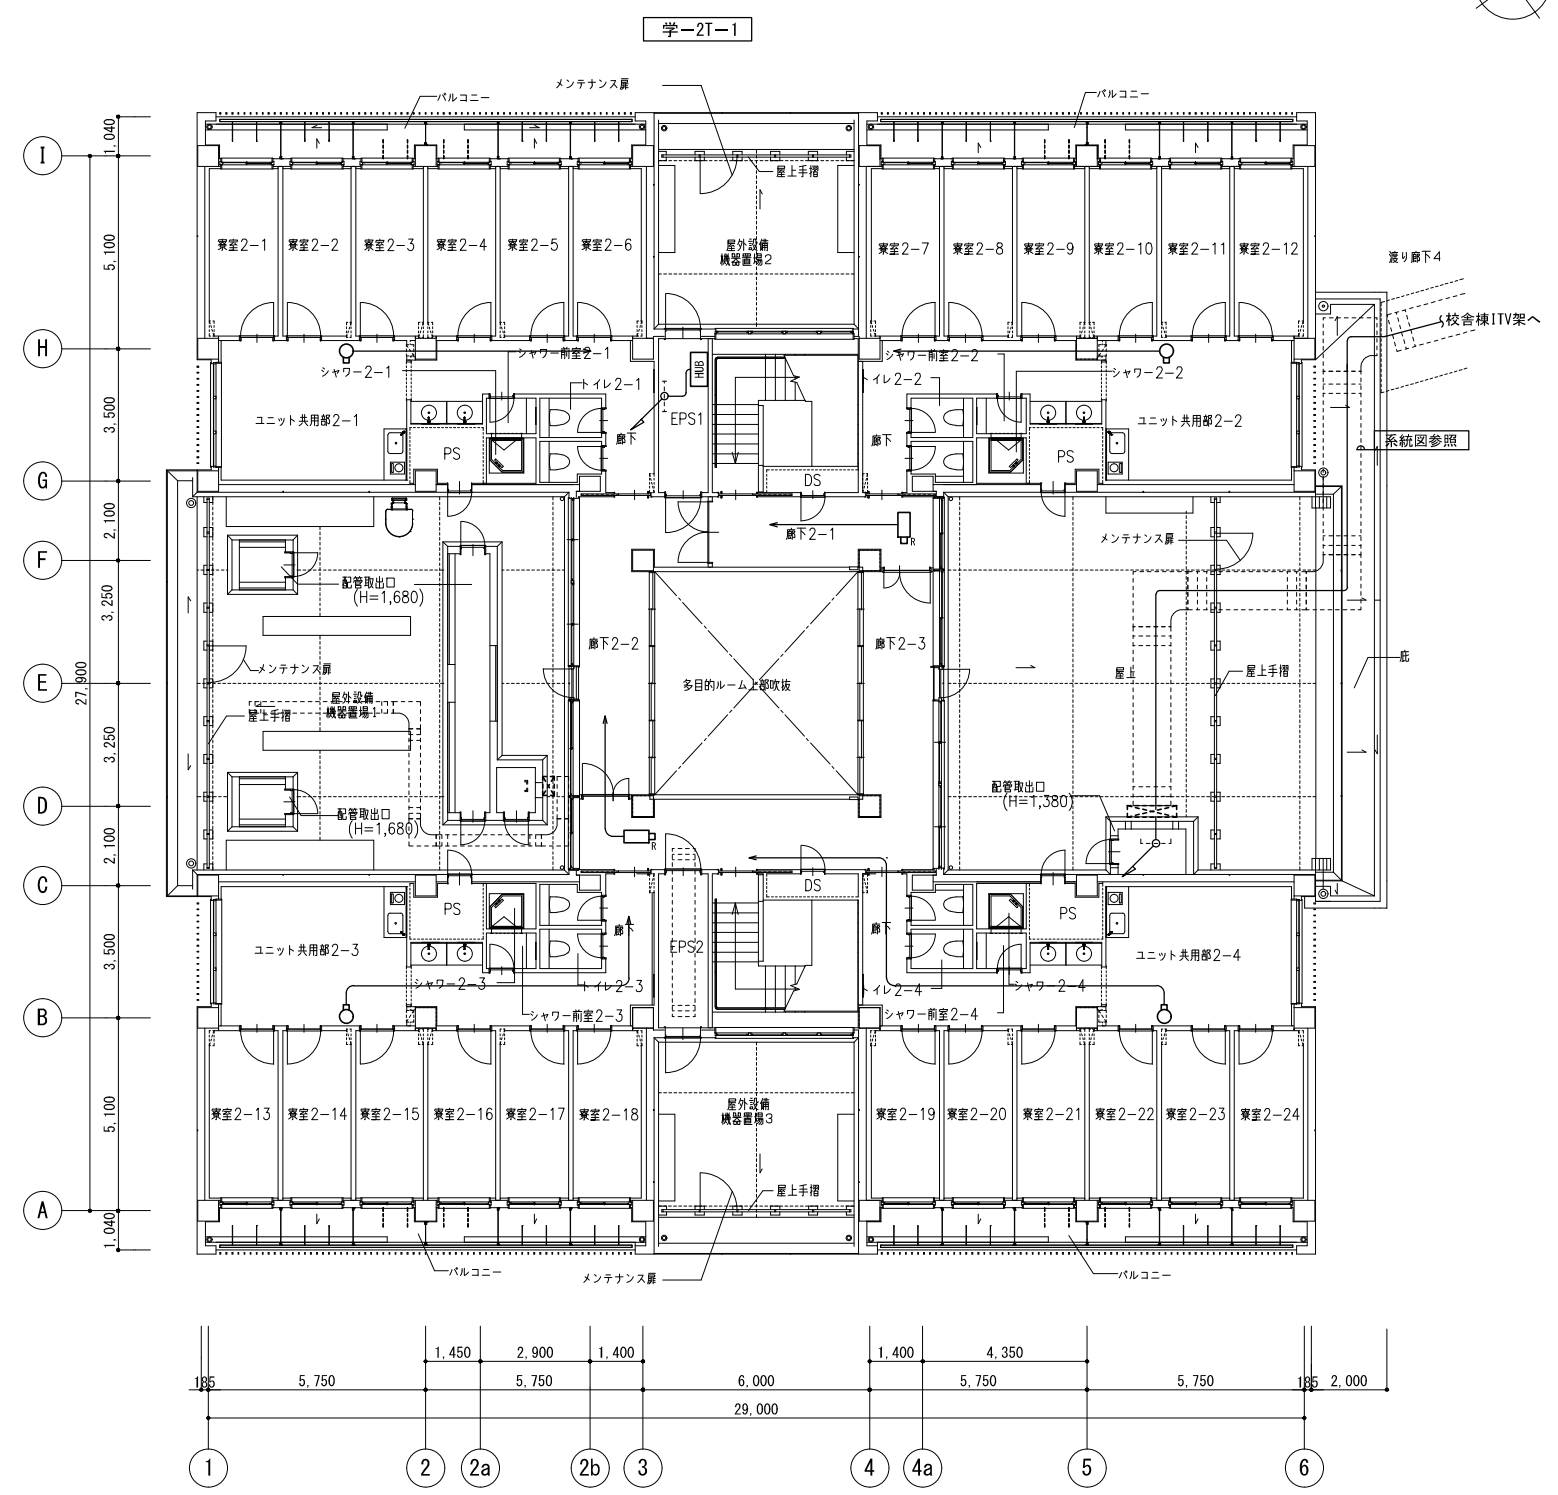 学－2T－1
メンテナンス扉
バルコニー
バルコニー
1,040
I
屋上手摺
寮室2-1
寮室2-2
寮室2-3
寮室2-4
寮室2-5
寮室2-6
屋外設備
機器置場2
寮室2-7
寮室2-8
寮室2-9
寮室2-10
寮室2-11
寮室2-12
5,100
渡り廊下4
校舎棟ITV架へ
H
シャワー前室2-1
シャワー前室2-2
シャワー2-1
トイレ2-1
HUB
トイレ2-2
シャワー2-2
3,500
ユニット共用部2-1
EPS1
ユニット共用部2-2
廊下
廊下
系統図参照
PS
PS
G
DS
2,100
廊下2-1
R
メンテナンス扉
F
配管取出口
(H=1,680)
3,250
廊下2-2
廊下2-3
メンテナンス扉
庇
27,900
E
多目的ルーム上部吹抜
屋上
屋上手摺
屋外設備
機器置場1
屋上手摺
3,250
配管取出口
(H=1,380)
D
配管取出口
(H=1,680)
R
2,100
C
DS
PS
PS
廊下
廊下
3,500
ユニット共用部2-3
EPS2
ユニット共用部2-4
シャワー2-3
トイレ2-3
トイレ2-4
シャワー2-4
シャワー前室2-3
シャワー前室2-4
B
寮室2-13
寮室2-14
寮室2-15
寮室2-16
寮室2-17
寮室2-18
屋外設備
機器置場3
寮室2-19
寮室2-20
寮室2-21
寮室2-22
寮室2-23
寮室2-24
5,100
屋上手摺
A
1,040
バルコニー
メンテナンス扉
バルコニー
1,450
2,900
1,400
1,400
4,350
185
5,750
5,750
6,000
5,750
5,750
185
2,000
29,000
1
2
2a
2b
3
4
4a
5
6